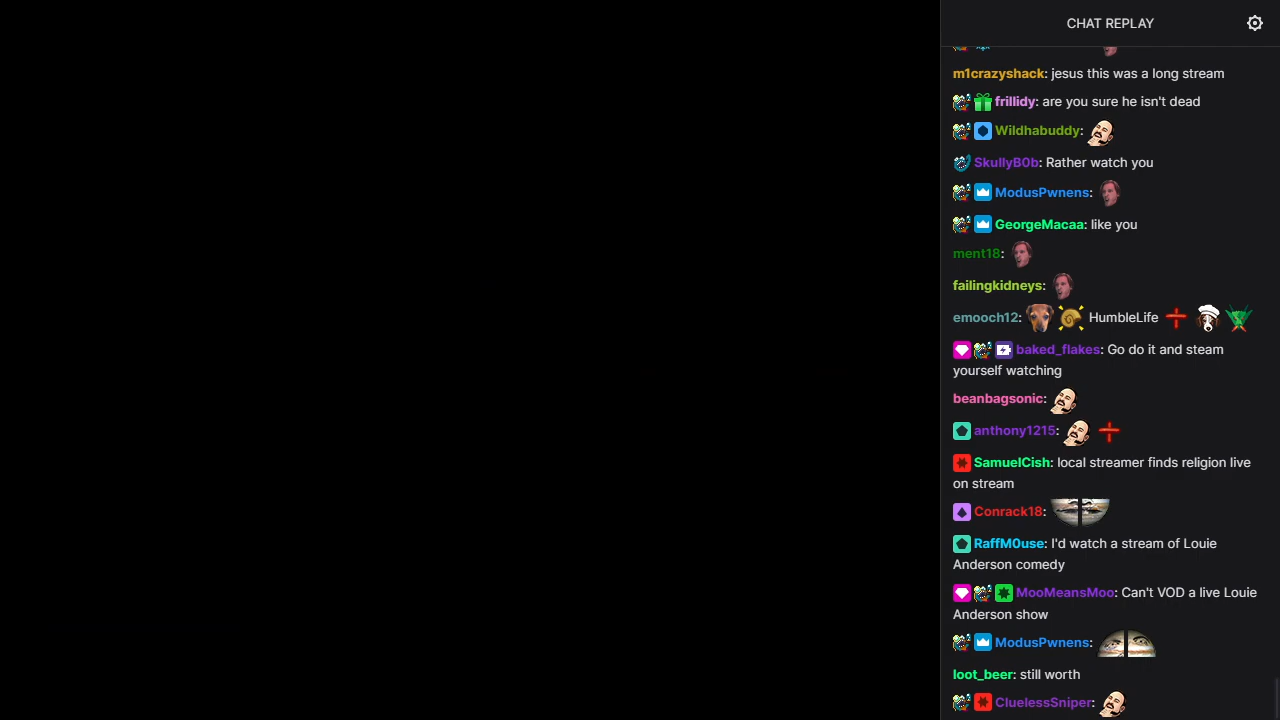 CHAT REPLAY
m1crazyshack: jesus this was a long stream
frillidy: are you sure he isn't dead
Wildhabuddy:
SkullyB0b: Rather watch you
ModusPwnens:
GeorgeMacaa: like you
ment18:
failingkidneys:
emooch12: HumbleLife
baked_flakes: Go do it and steam
yourself watching
beanbagsonic:
anthony1215:
SamuelCish: local streamer finds religion live
on stream
Conrack18:
RaffM0use: I'd watch a stream of Louie
Anderson comedy
MooMeansMoo: Can't VOD a live Louie
Anderson show
ModusPwnens:
loot_beer: still worth
CluelessSniper: